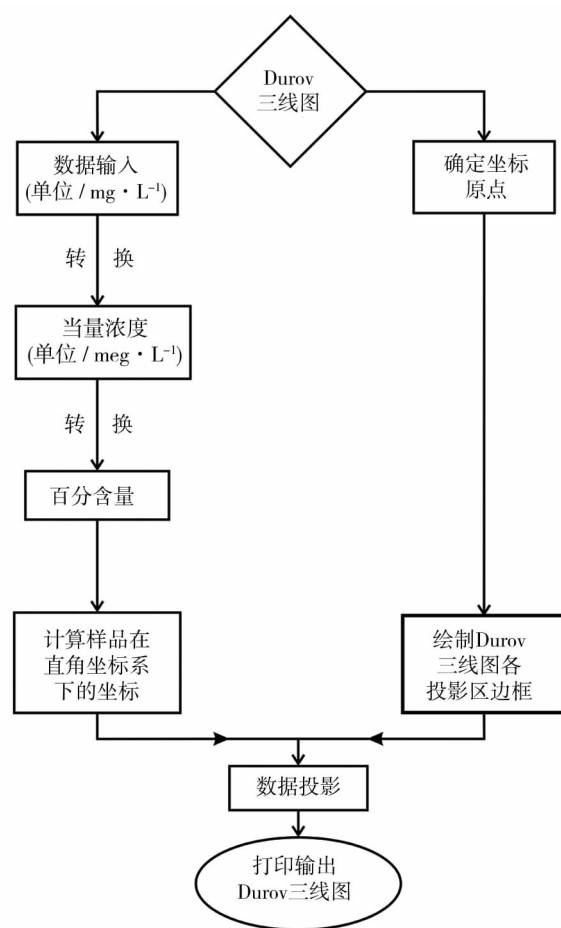 Durov
三线图
数据输入
(单位 / mg·L⁻¹)
确定坐标
原点
转 换
当量浓度
(单位 / meg·L⁻¹)
转 换
百分含量
计算样品在
直角坐标系
下的坐标
绘制Durov
三线图各
投影区边框
数据投影
打印输出
Durov三线图